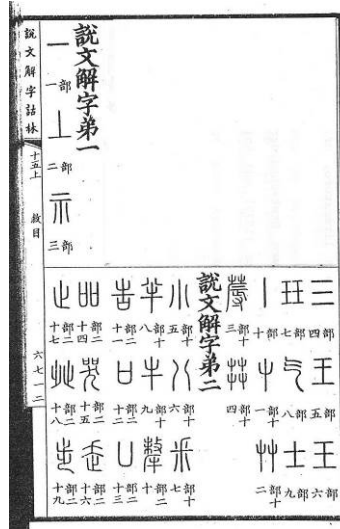 說文解字弟一
一 部一 丄 部二 示 部三
三 部四 王 部五 玉 部六
玨 部七 气 部八 士 部九
丨 部十 屮 部十一 艸 部十二
蓐 部十三 茻 部十四
說文解字弟二
小 部十五 八 部十六 釆 部十七
半 部十八 牛 部十九 犛 部二十
告 部二十一 口 部二十二 凵 部二十三
吅 部二十四 哭 部二十五 走 部二十六
止 部二十七 癶 部二十八 步 部二十九
說文解字詁林 十五上 敘目 六七一二